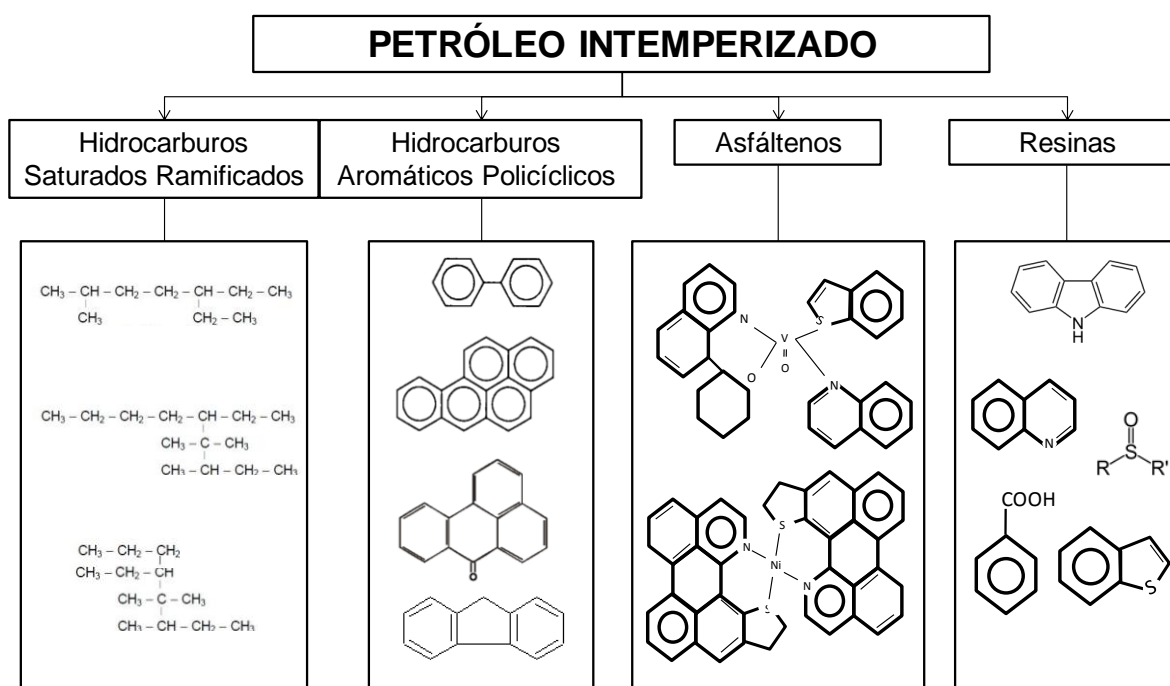 PETRÓLEO INTEMPERIZADO
Hidrocarburos
Saturados Ramificados
Hidrocarburos
Aromáticos Policíclicos
Asfáltenos
Resinas
CH₃ – CH – CH₂ – CH₂ – CH – CH₂ – CH₃
CH₃ CH₂ – CH₃
CH₃ – CH₂ – CH₂ – CH₂ – CH – CH₂ – CH₃
CH₃ – C – CH₃
CH₃ – CH – CH₂ – CH₃
CH₃ – CH₂ – CH₂
CH₃ – CH₂ – CH
CH₃ – C – CH₃
CH₃ – CH – CH₂ – CH₃
O
N
S
V
O
O
N
S
N
Ni
N
S
N
H
N
O
S
R R'
COOH
S